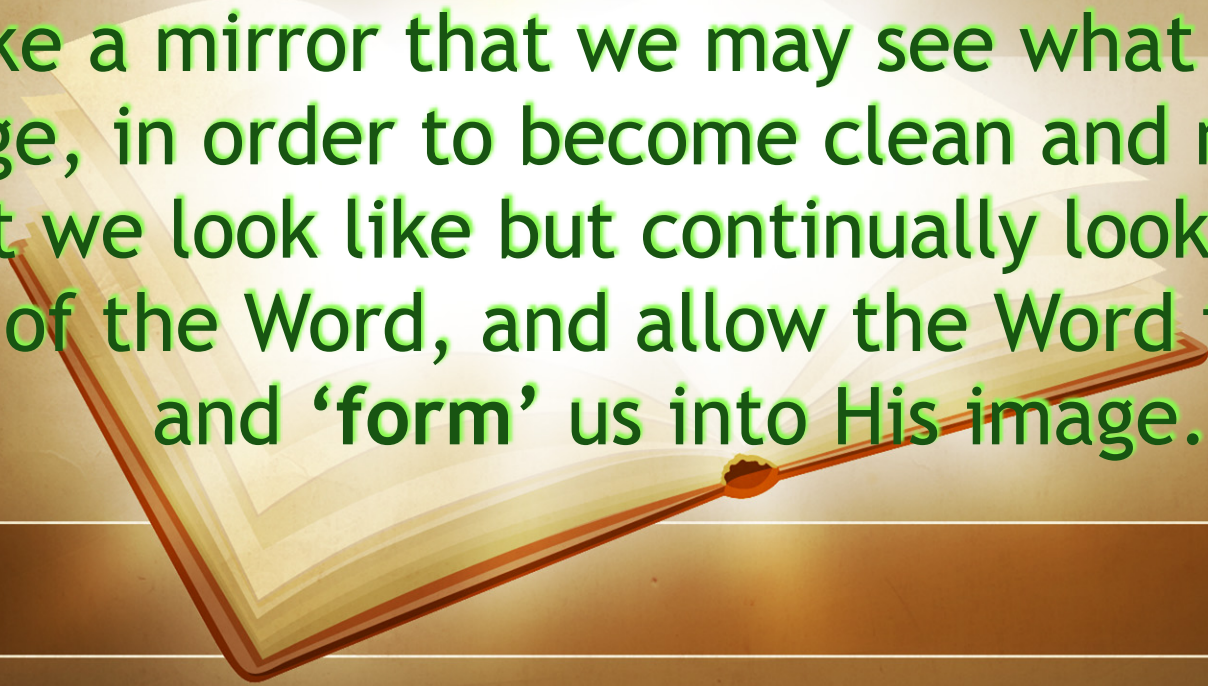 ke a mirror that we may see what
ge, in order to become clean and
t we look like but continually look
of the Word, and allow the Word
and ‘form’ us into His image.